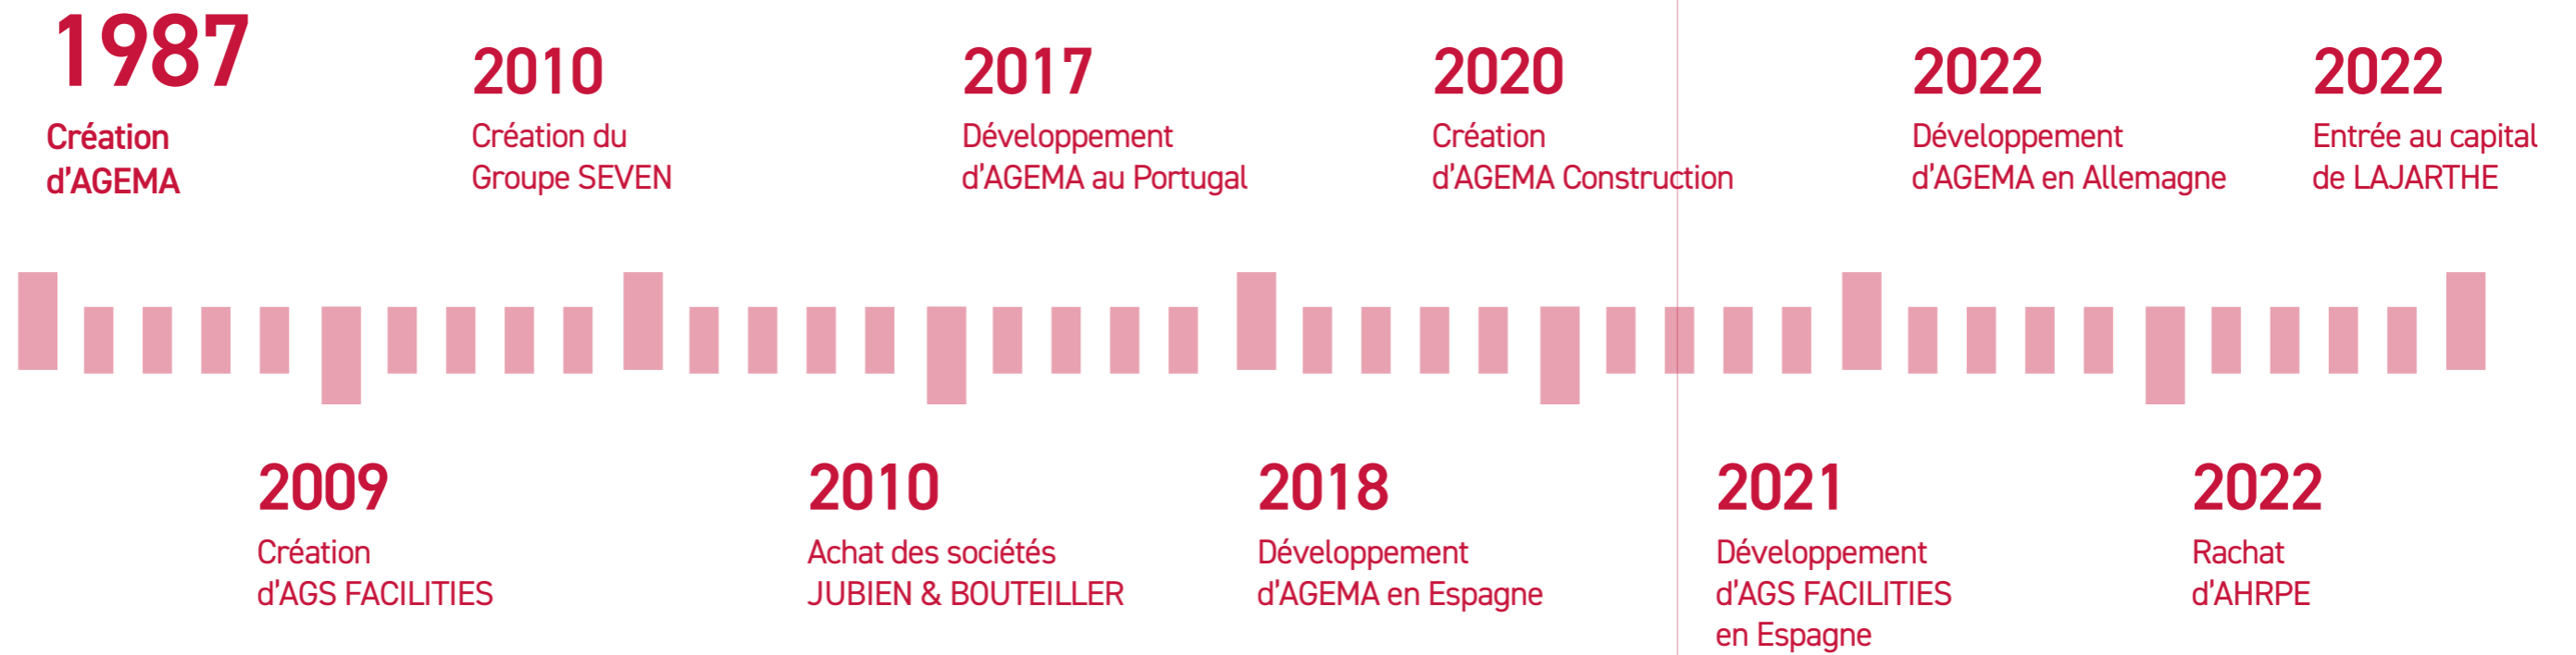 1987
Création
d'AGEMA
2010
Création du
Groupe SEVEN
2017
Développement
d'AGEMA au Portugal
2020
Création
d'AGEMA Construction
2022
Développement
d'AGEMA en Allemagne
2022
Entrée au capital
de LAJARTHE
2009
Création
d'AGS FACILITIES
2010
Achat des sociétés
JUBIEN & BOUTEILLER
2018
Développement
d'AGEMA en Espagne
2021
Développement
d'AGS FACILITIES
en Espagne
2022
Rachat
d'AHRPE